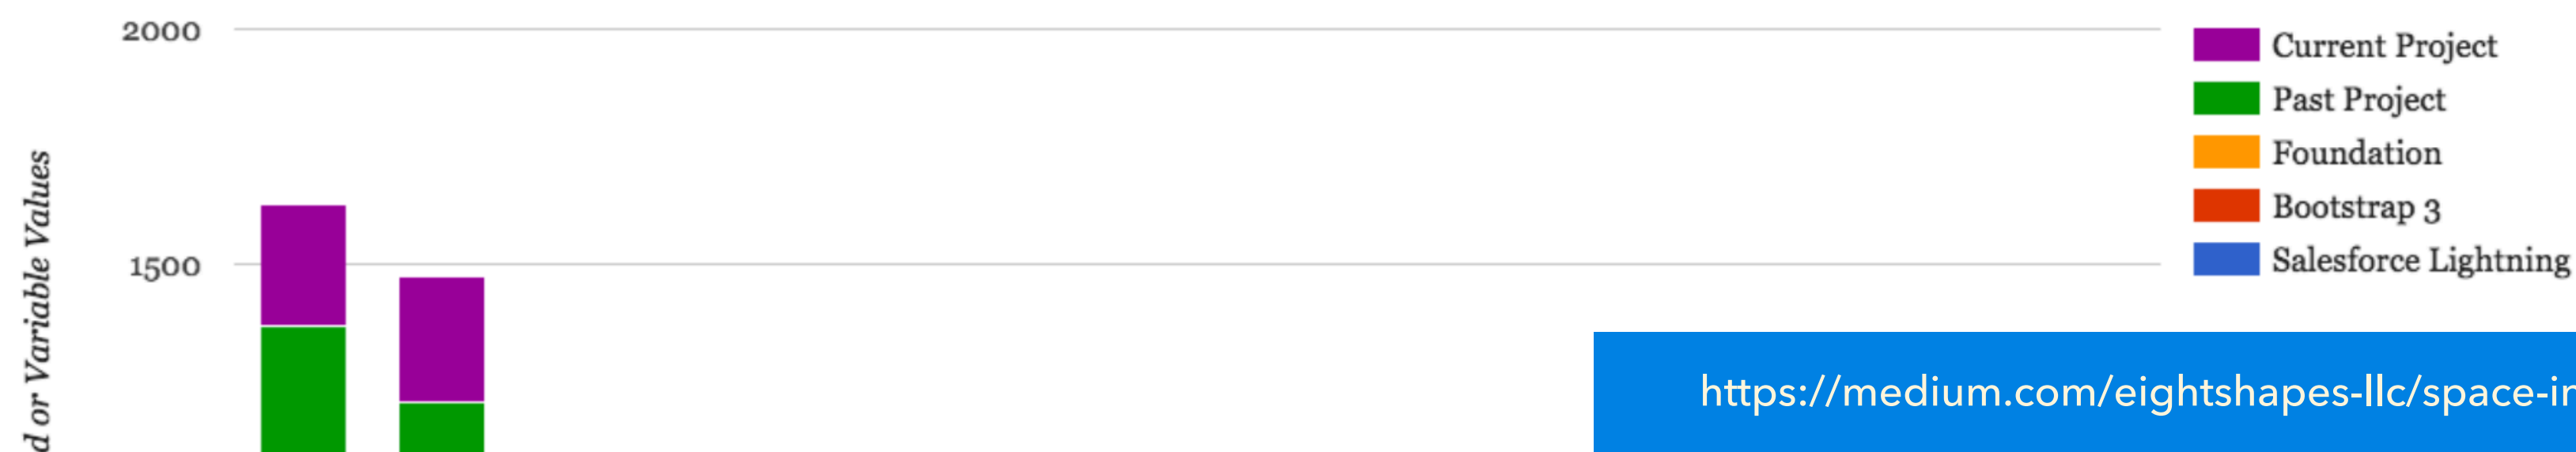 2000
1500
d or Variable Values
Current Project
Past Project
Foundation
Bootstrap 3
Salesforce Lightning
https://medium.com/eightshapes-llc/space-in